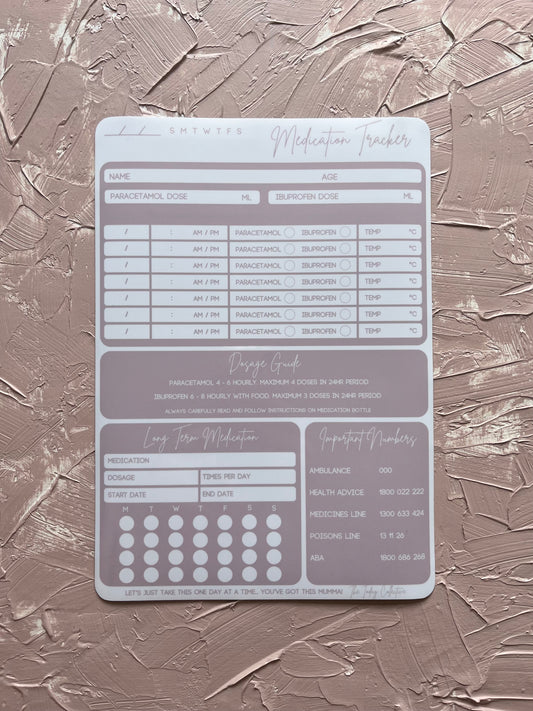 __/__/__ S M T W T F S Medication Tracker
NAME AGE
PARACETAMOL DOSE ML IBUPROFEN DOSE ML
/ : AM / PM PARACETAMOL IBUPROFEN TEMP °C
/ : AM / PM PARACETAMOL IBUPROFEN TEMP °C
/ : AM / PM PARACETAMOL IBUPROFEN TEMP °C
/ : AM / PM PARACETAMOL IBUPROFEN TEMP °C
/ : AM / PM PARACETAMOL IBUPROFEN TEMP °C
/ : AM / PM PARACETAMOL IBUPROFEN TEMP °C
/ : AM / PM PARACETAMOL IBUPROFEN TEMP °C
Dosage Guide
PARACETAMOL 4 - 6 HOURLY. MAXIMUM 4 DOSES IN 24HR PERIOD
IBUPROFEN 6 - 8 HOURLY WITH FOOD. MAXIMUM 3 DOSES IN 24HR PERIOD
ALWAYS CAREFULLY READ AND FOLLOW INSTRUCTIONS ON MEDICATION BOTTLE
Long Term Medication
MEDICATION
DOSAGE TIMES PER DAY
START DATE END DATE
M T W T F S S
Important Numbers
AMBULANCE 000
HEALTH ADVICE 1800 022 222
MEDICINES LINE 1300 633 424
POISONS LINE 13 11 26
ABA 1800 686 268
LET'S JUST TAKE THIS ONE DAY AT A TIME, YOU'VE GOT THIS MUMMA! The Collective